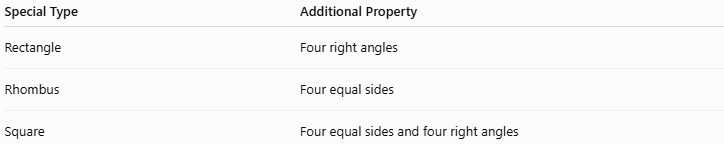 Special Type Additional Property
Rectangle Four right angles
Rhombus Four equal sides
Square Four equal sides and four right angles